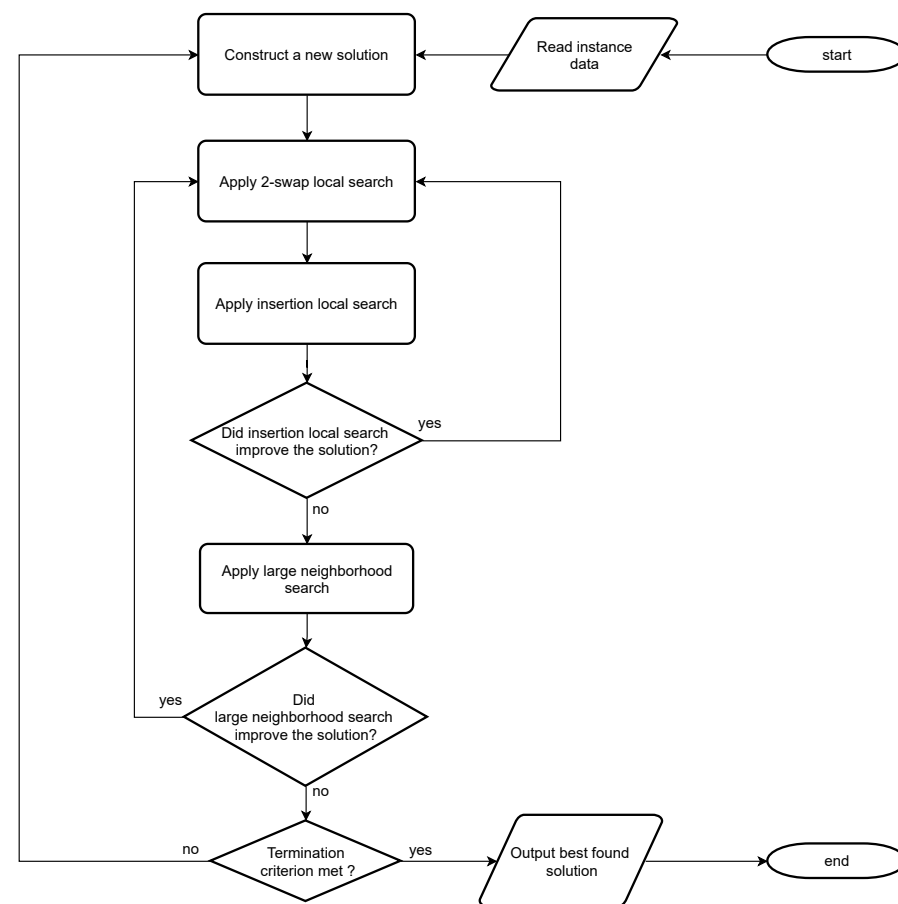 Construct a new solution
Read instance
data
start
Apply 2-swap local search
Apply insertion local search
Did insertion local search
improve the solution?
yes
no
Apply large neighborhood
search
Did
large neighborhood search
improve the solution?
yes
no
Termination
criterion met ?
no
yes
Output best found
solution
end